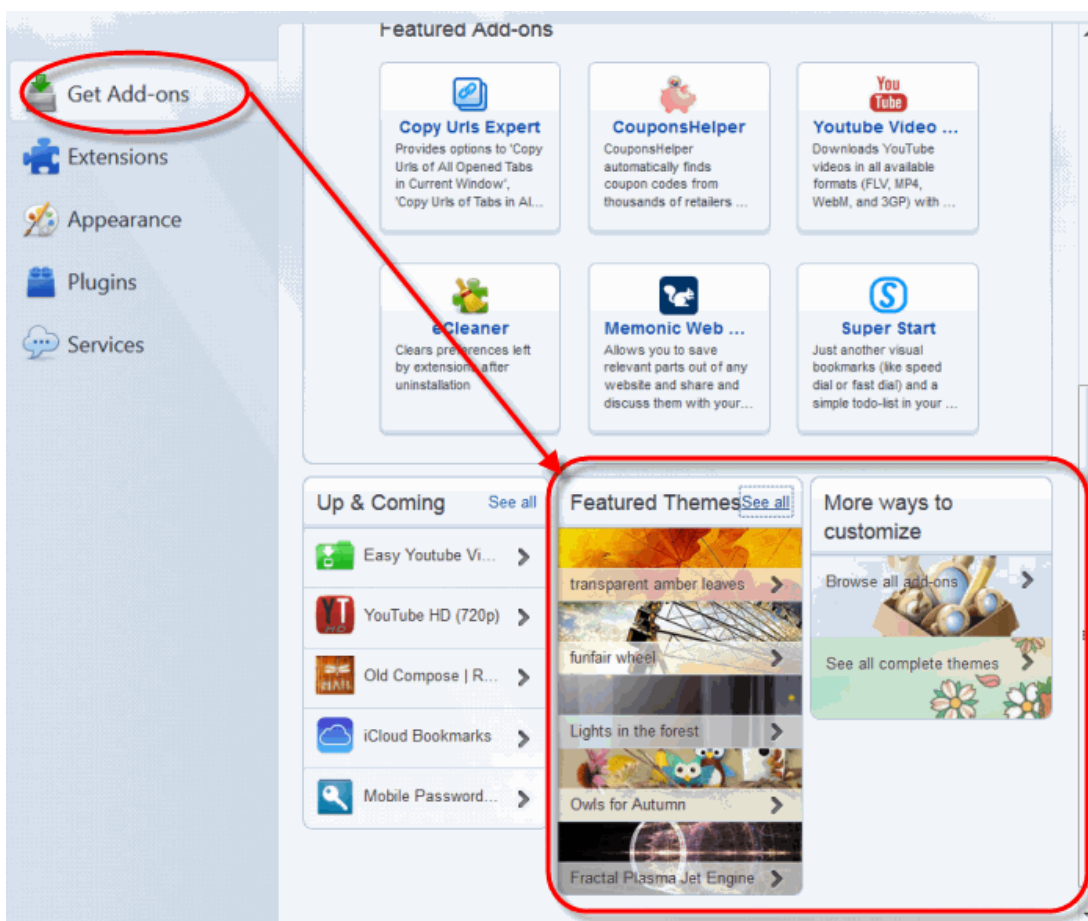 Featured Add-ons
Get Add-ons
Extensions
Appearance
Plugins
Services
You
Tube
Copy Urls Expert
Provides options to 'Copy
Urls of All Opened Tabs
in Current Window',
'Copy Urls of Tabs in Al...
CouponsHelper
CouponsHelper
automatically finds
coupon codes from
thousands of retailers ...
Youtube Video ...
Downloads YouTube
videos in all available
formats (FLV, MP4,
WebM, and 3GP) with ...
eCleaner
Clears preferences left
by extensions after
uninstallation
Memonic Web ...
Allows you to save
relevant parts out of any
website and share and
discuss them with your...
S
Super Start
Just another visual
bookmarks (like speed
dial or fast dial) and a
simple todo-list in your ...
Up & Coming See all
Easy Youtube Vi...
YT
HD
YouTube HD (720p)
MAIL
Old Compose | R...
iCloud Bookmarks
Mobile Password...
Featured Themes See all
transparent amber leaves
funfair wheel
Lights in the forest
Owls for Autumn
Fractal Plasma Jet Engine
More ways to
customize
Browse all add-ons
See all complete themes